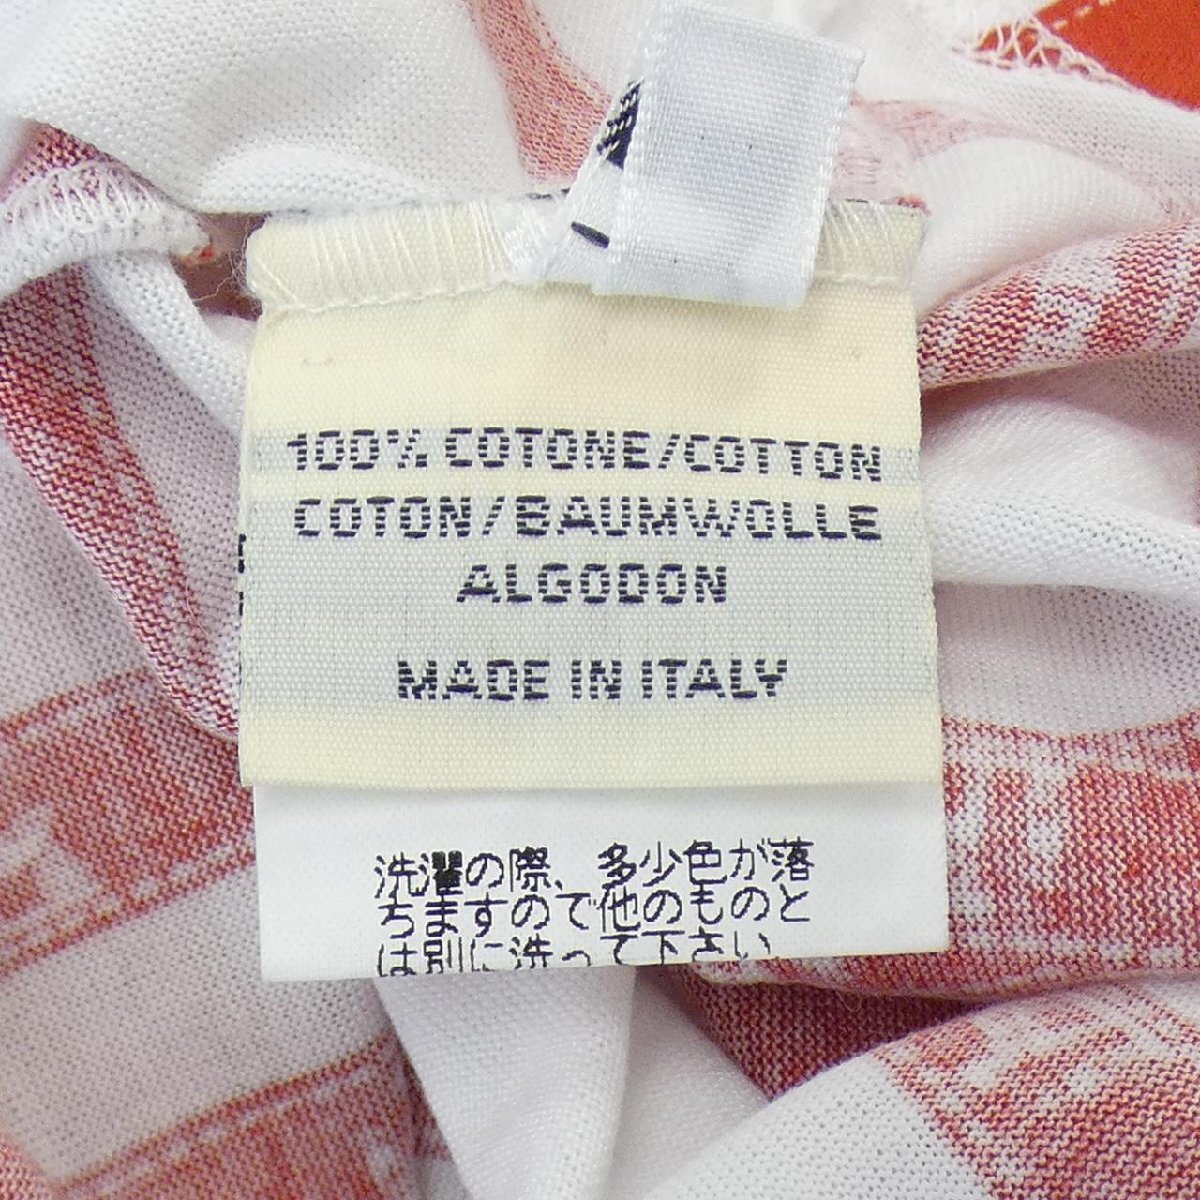 100% COTONE/COTTON
COTON/BAUMWOLLE
ALGODON
MADE IN ITALY
洗濯の際、多少色が落
ちますので他のものと
は別に洗って下さい